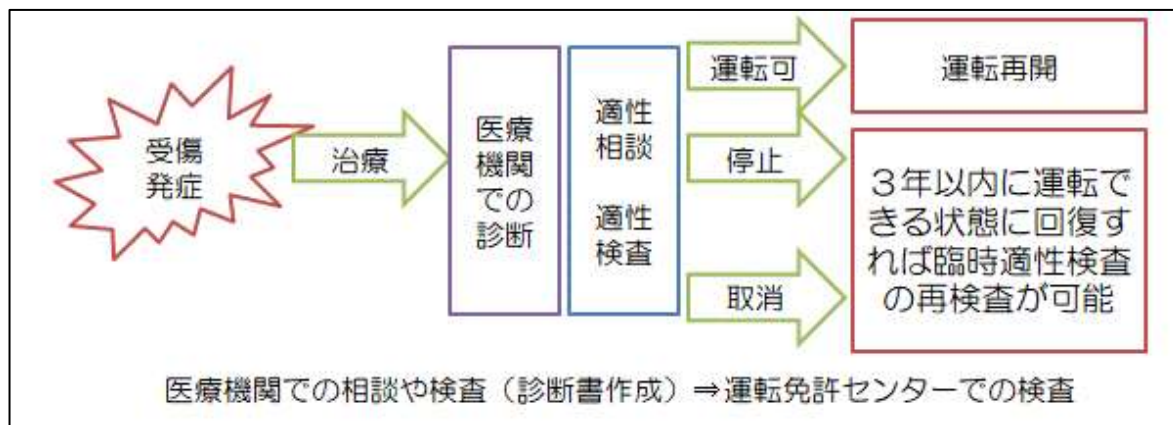 受傷
発症
治療
医療
機関
での
診断
適性
相談
適性
検査
運転可
停止
取消
運転再開
３年以内に運転で
きる状態に回復す
れば臨時適性検査
の再検査が可能
医療機関での相談や検査（診断書作成）⇒運転免許センターでの検査